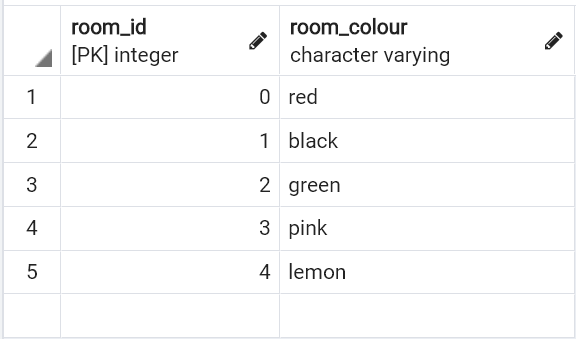 room_id room_colour
[PK] integer character varying
1 0 red
2 1 black
3 2 green
4 3 pink
5 4 lemon